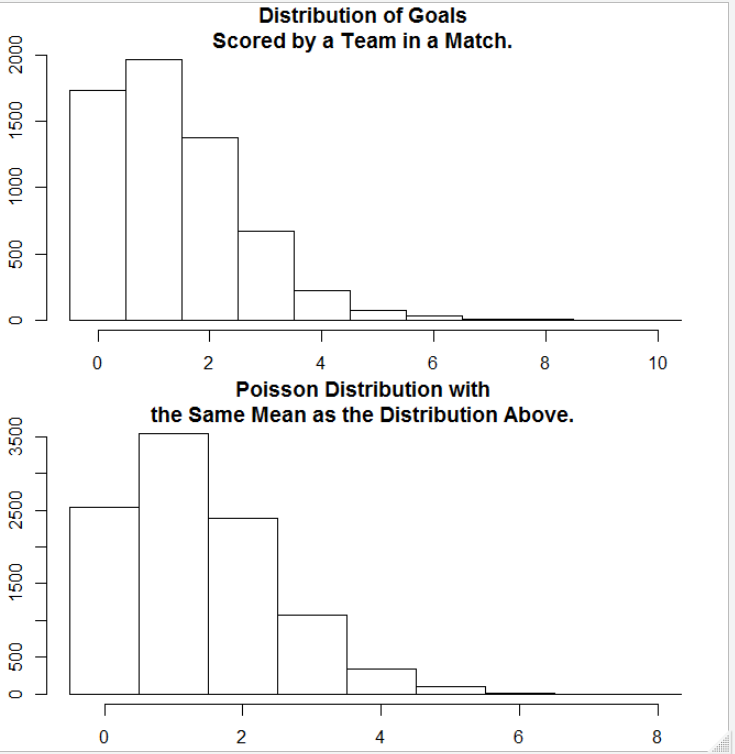 Distribution of Goals
Scored by a Team in a Match.
2000
1500
1000
500
0
0 2 4 6 8 10
Poisson Distribution with
the Same Mean as the Distribution Above.
3500
2500
1500
500
0
0 2 4 6 8